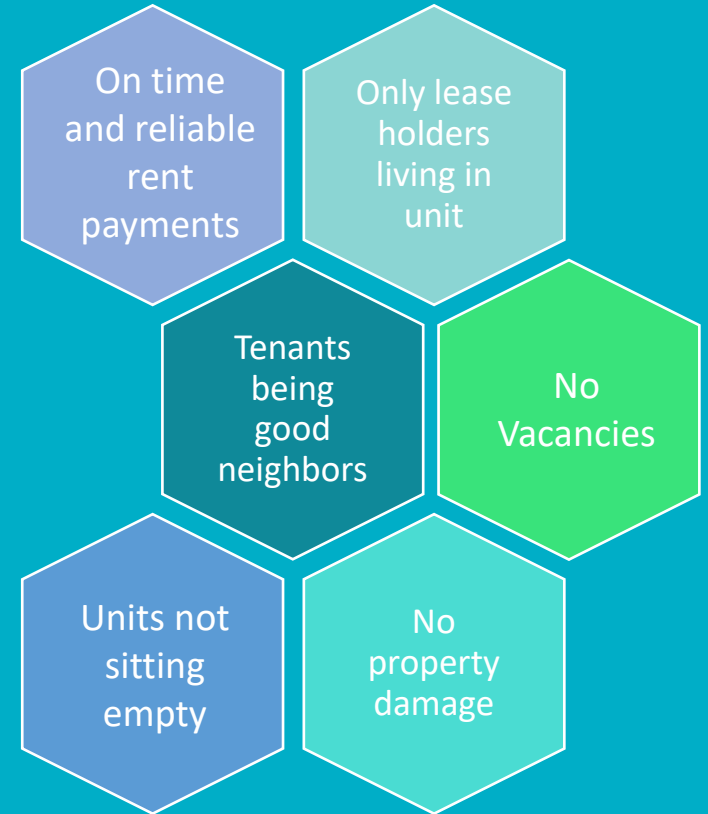 On time
and reliable
rent
payments
Only lease
holders
living in
unit
Tenants
being
good
neighbors
No
Vacancies
Units not
sitting
empty
No
property
damage